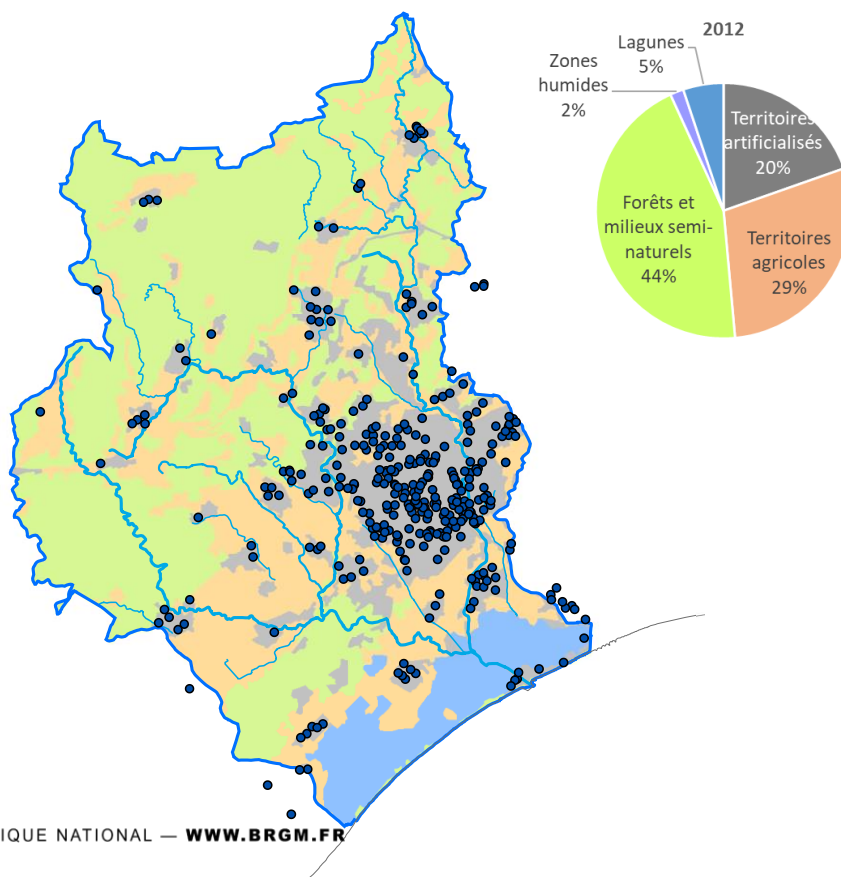 2012
Lagunes
5%
Zones
humides
2%
Territoires
artificialisés
20%
Forêts et
milieux semi-
naturels
44%
Territoires
agricoles
29%
IQUE NATIONAL — WWW.BRGM.FR